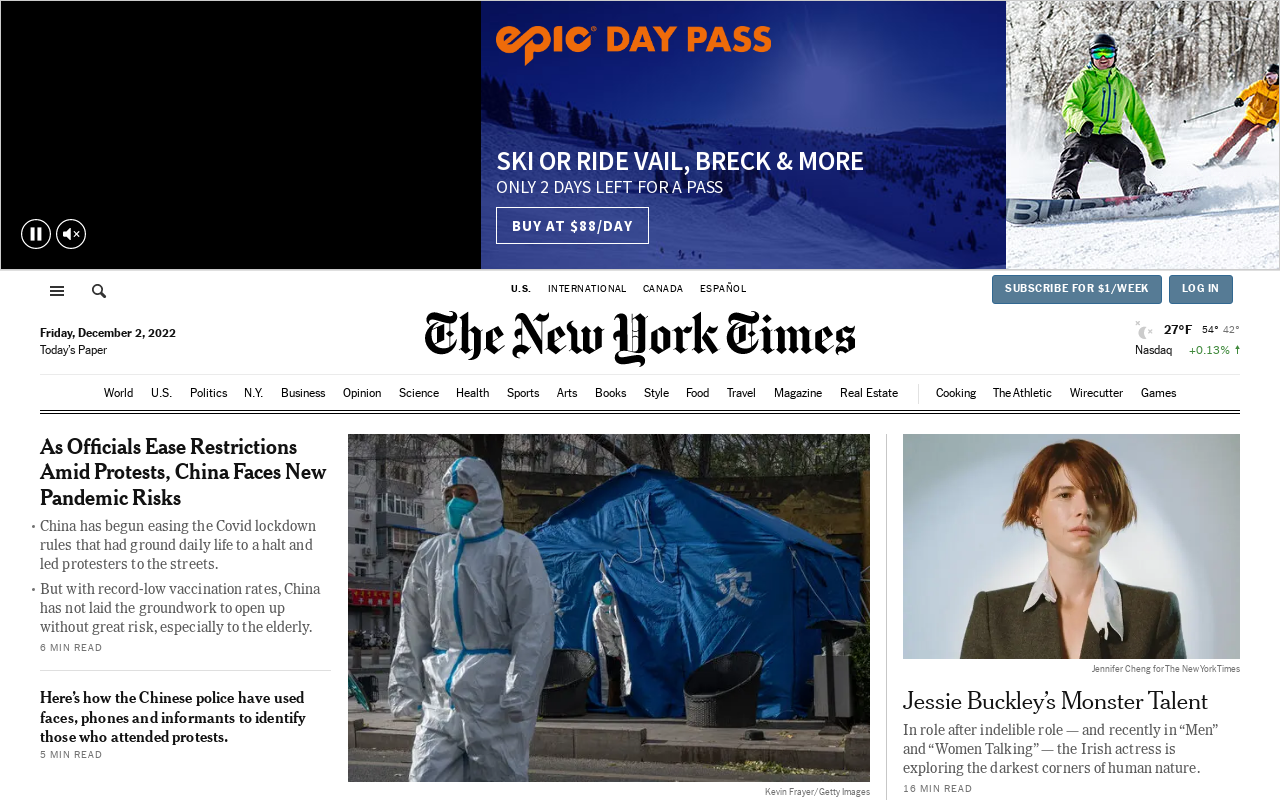 epic DAY PASS
SKI OR RIDE VAIL, BRECK & MORE
ONLY 2 DAYS LEFT FOR A PASS
BUY AT $88/DAY
U.S. INTERNATIONAL CANADA ESPAÑOL
SUBSCRIBE FOR $1/WEEK LOG IN
Friday, December 2, 2022
Today's Paper
The New York Times
27°F 54° 42°
Nasdaq +0.13% ↑
World U.S. Politics N.Y. Business Opinion Science Health Sports Arts Books Style Food Travel Magazine Real Estate Cooking The Athletic Wirecutter Games
As Officials Ease Restrictions
Amid Protests, China Faces New
Pandemic Risks
• China has begun easing the Covid lockdown
rules that had ground daily life to a halt and
led protesters to the streets.
• But with record-low vaccination rates, China
has not laid the groundwork to open up
without great risk, especially to the elderly.
6 MIN READ
Here's how the Chinese police have used
faces, phones and informants to identify
those who attended protests.
5 MIN READ
灾
Kevin Frayer/Getty Images
Jennifer Cheng for The New York Times
Jessie Buckley's Monster Talent
In role after indelible role — and recently in “Men”
and “Women Talking” — the Irish actress is
exploring the darkest corners of human nature.
16 MIN READ